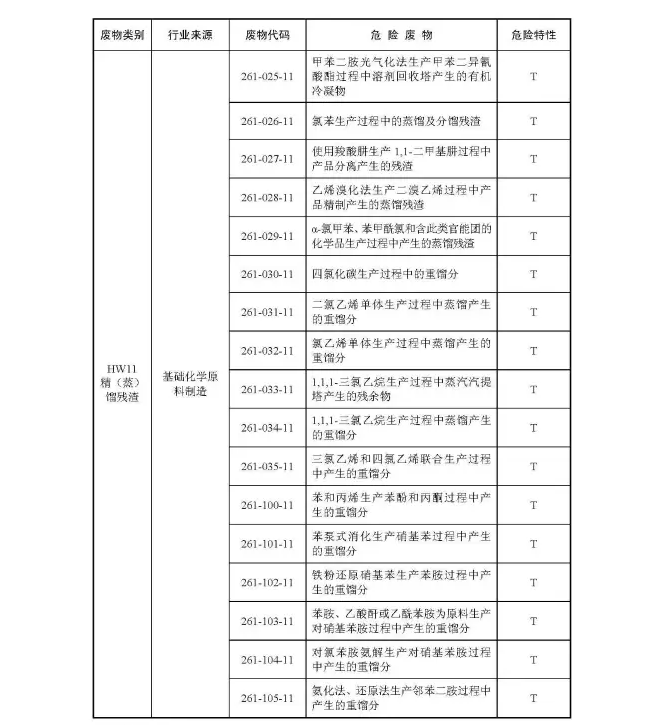 废物类别
行业来源
废物代码
危 险 废 物
危险特性
HW11
精（蒸）
馏残渣
基础化学原
料制造
261-025-11
甲苯二胺光气化法生产甲苯二异氰
酸酯过程中溶剂回收塔产生的有机
冷凝物
T
261-026-11
氯苯生产过程中的蒸馏及分馏残渣
T
261-027-11
使用羧酸肼生产1,1-二甲基肼过程中
产品分离产生的残渣
T
261-028-11
乙烯溴化法生产二溴乙烯过程中产
品精制产生的蒸馏残渣
T
261-029-11
α-氯甲苯、苯甲酰氯和含此类官能团的
化学品生产过程中产生的蒸馏残渣
T
261-030-11
四氯化碳生产过程中的重馏分
T
261-031-11
二氯乙烯单体生产过程中蒸馏产生
的重馏分
T
261-032-11
氯乙烯单体生产过程中蒸馏产生的
重馏分
T
261-033-11
1,1,1-三氯乙烷生产过程中蒸汽汽提
塔产生的残余物
T
261-034-11
1,1,1-三氯乙烷生产过程中蒸馏产生
的重馏分
T
261-035-11
三氯乙烯和四氯乙烯联合生产过程
中产生的重馏分
T
261-100-11
苯和丙烯生产苯酚和丙酮过程中产
生的重馏分
T
261-101-11
苯泵式消化生产硝基苯过程中产生
的重馏分
T
261-102-11
铁粉还原硝基苯生产苯胺过程中产
生的重馏分
T
261-103-11
苯胺、乙酸酐或乙酰苯胺为原料生产
对硝基苯胺过程中产生的重馏分
T
261-104-11
对氯苯胺氨解生产对硝基苯胺过程
中产生的重馏分
T
261-105-11
氨化法、还原法生产邻苯二胺过程中
产生的重馏分
T